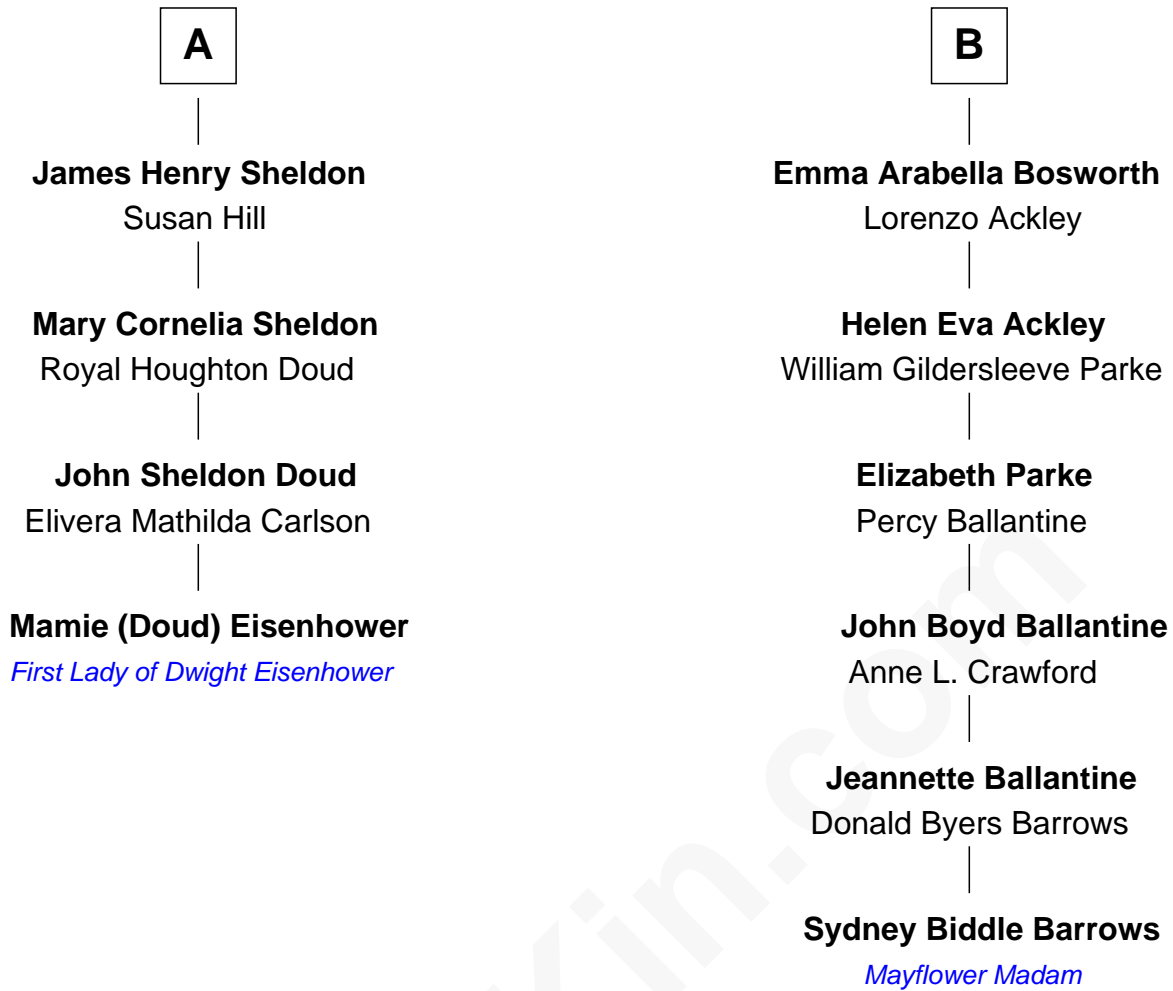 A
James Henry Sheldon
Susan Hill
Mary Cornelia Sheldon
Royal Houghton Doud
John Sheldon Doud
Elivera Mathilda Carlson
Mamie (Doud) Eisenhower
First Lady of Dwight Eisenhower
B
Emma Arabella Bosworth
Lorenzo Ackley
Helen Eva Ackley
William Gildersleeve Parke
Elizabeth Parke
Percy Ballantine
John Boyd Ballantine
Anne L. Crawford
Jeannette Ballantine
Donald Byers Barrows
Sydney Biddle Barrows
Mayflower Madam
Kin.com